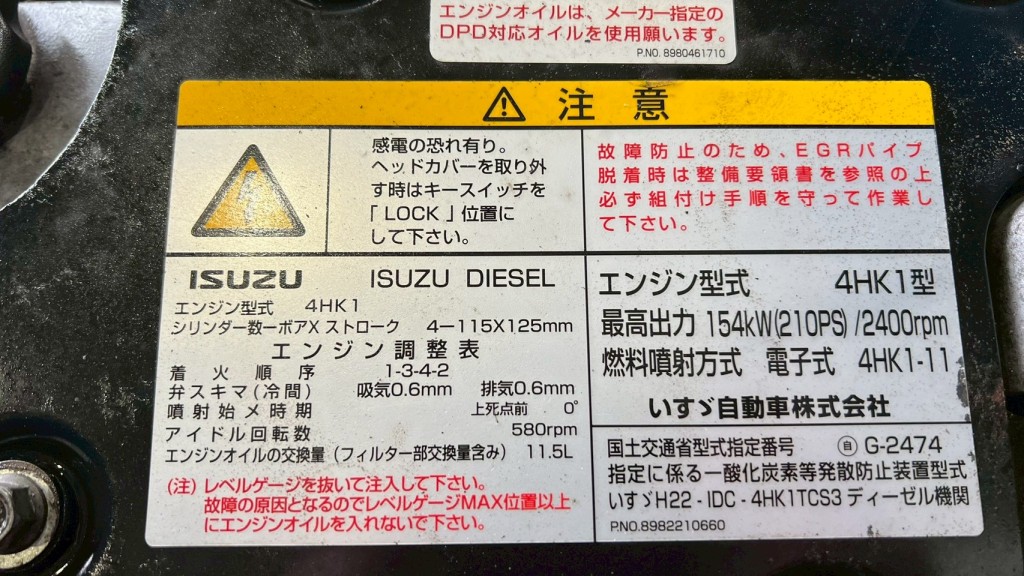 エンジンオイルは、メーカー指定の
DPD対応オイルを使用願います。
P.NO. 8980461710
注意
感電の恐れ有り。
ヘッドカバーを取り外
す時はキースイッチを
「LOCK」位置に
して下さい。
故障防止のため、EGRパイプ
脱着時は整備要領書を参照の上
必ず組付け手順を守って作業し
て下さい。
ISUZU ISUZU DIESEL
エンジン型式 4HK1
シリンダー数ーボアX ストローク 4－115X125mm
エンジン調整表
着火順序 1-3-4-2
弁スキマ(冷間) 吸気0.6mm 排気0.6mm
噴射始メ時期 上死点前 0°
アイドル回転数 580rpm
エンジンオイルの交換量(フィルター部交換量含み) 11.5L
(注)レベルゲージを抜いて注入して下さい。
故障の原因となるのでレベルゲージMAX位置以上
にエンジンオイルを入れないで下さい。
エンジン型式 4HK1型
最高出力 154kW(210PS)/2400rpm
燃料噴射方式 電子式 4HK1-11
いすゞ自動車株式会社
国土交通省型式指定番号 自 G-2474
指定に係る一酸化炭素等発散防止装置型式
いすゞH22-IDC-4HK1TCS3 ディーゼル機関
P.NO.8982210660